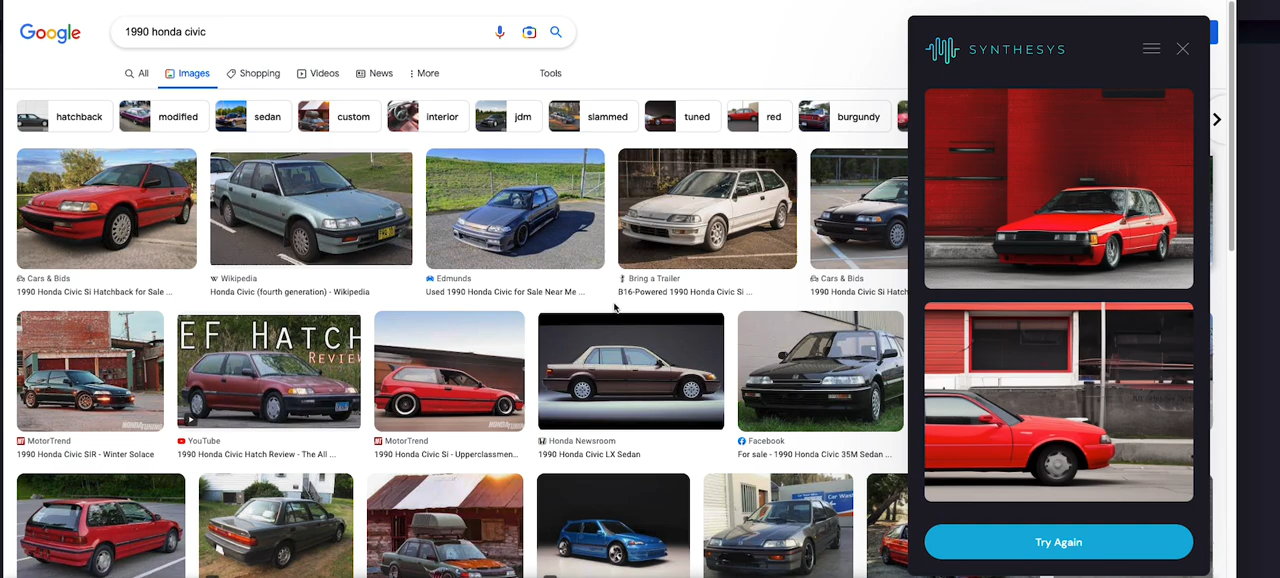 Google
1990 honda civic
All
Images
Shopping
Videos
News
More
Tools
hatchback
modified
sedan
custom
interior
jdm
slammed
tuned
red
burgundy
Cars & Bids
1990 Honda Civic Si Hatchback for Sale ...
Wikipedia
Honda Civic (fourth generation) - Wikipedia
Edmunds
Used 1990 Honda Civic for Sale Near Me ...
Bring a Trailer
B16-Powered 1990 Honda Civic Si ...
Cars & Bids
1990 Honda Civic Si Hatch
EF HATCH
REVIEW
MotorTrend
1990 Honda Civic SIR - Winter Solace
YouTube
1990 Honda Civic Hatch Review - The All ...
MotorTrend
1990 Honda Civic Si - Upperclassmen...
Honda Newsroom
1990 Honda Civic LX Sedan
Facebook
For sale - 1990 Honda Civic 35M Sedan ...
Car Wash
SYNTHESYS
Try Again